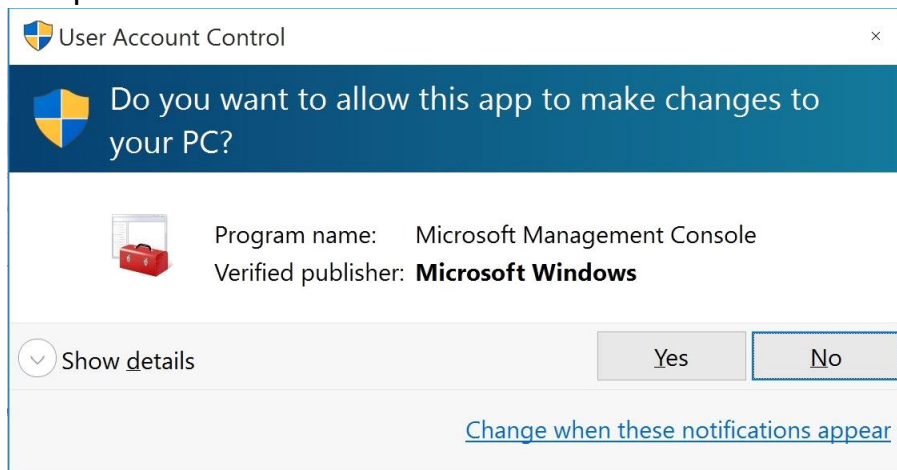 User Account Control
Do you want to allow this app to make changes to
your PC?
Program name: Microsoft Management Console
Verified publisher: Microsoft Windows
Show details
Yes
No
Change when these notifications appear